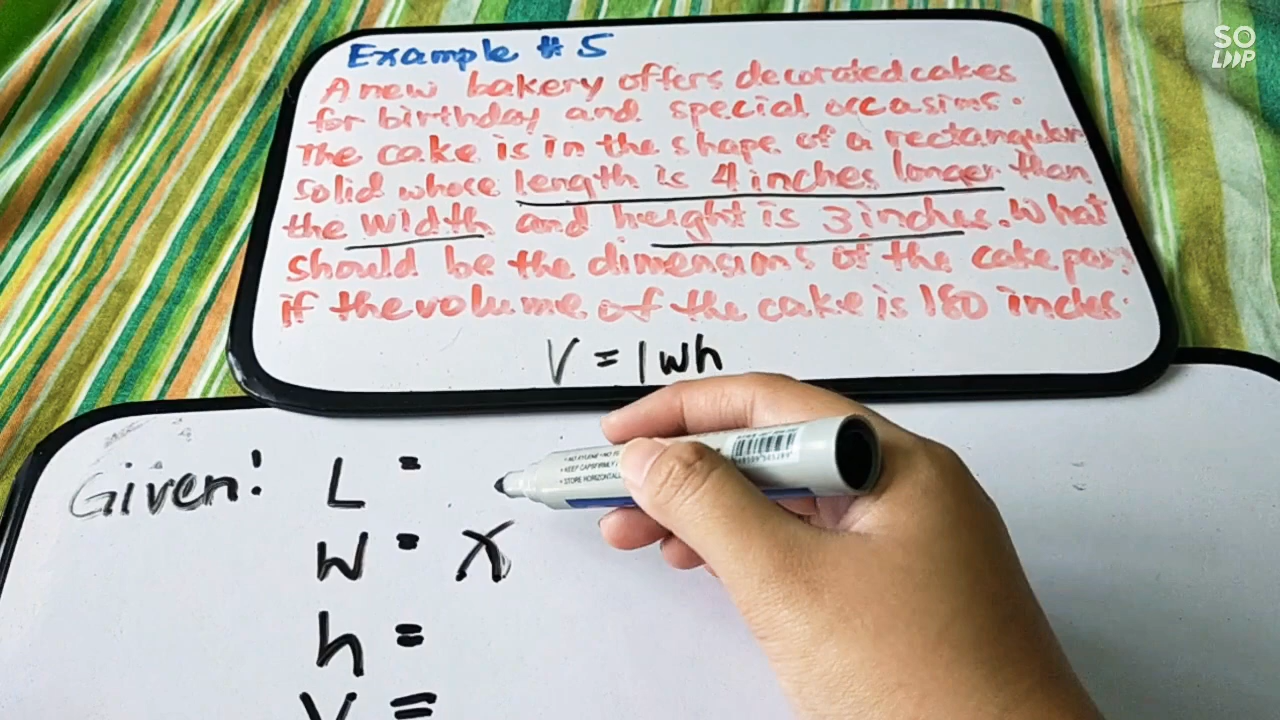 Example # 5
A new bakery offers decorated cakes
for birthday and special occasions.
The cake is in the shape of a rectangular
solid whose length is 4 inches longer than
the width and height is 3 inches. What
should be the dimensions of the cake pan
if the volume of the cake is 180 inches.
V = lwh
Given! L =
W = X
h =
V =
SO
LOOP